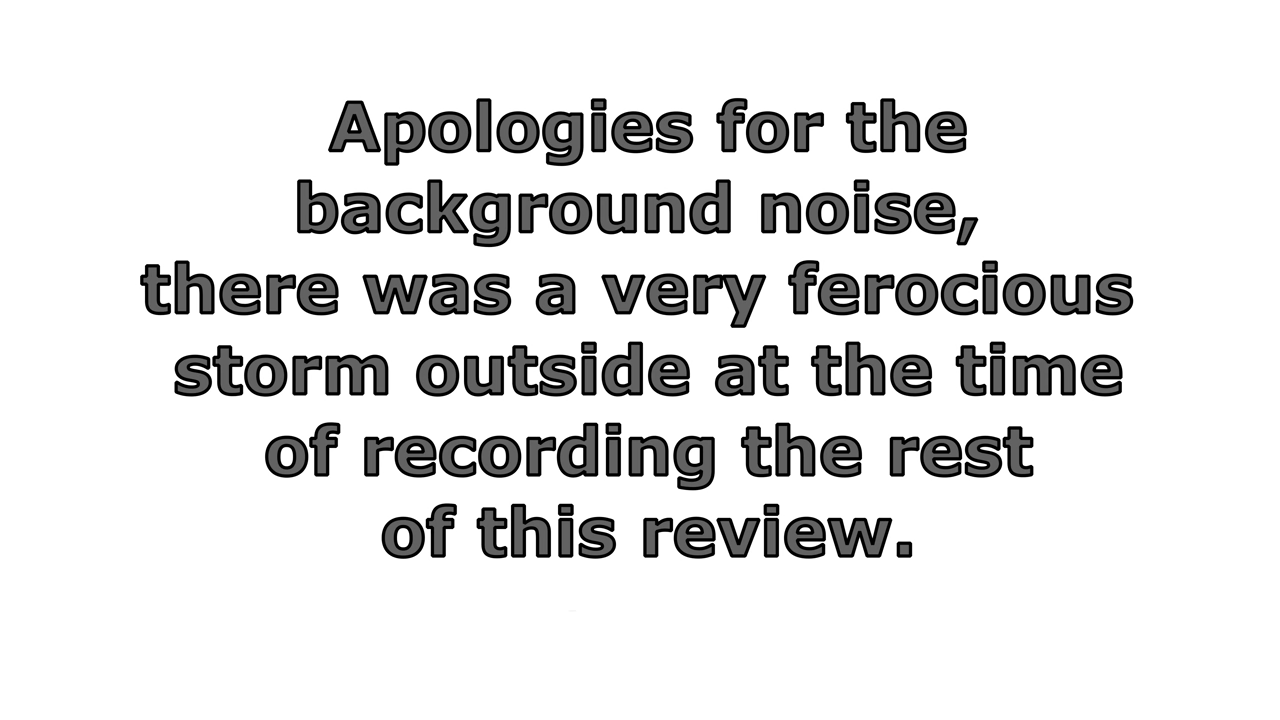 Apologies for the
background noise,
there was a very ferocious
storm outside at the time
of recording the rest
of this review.